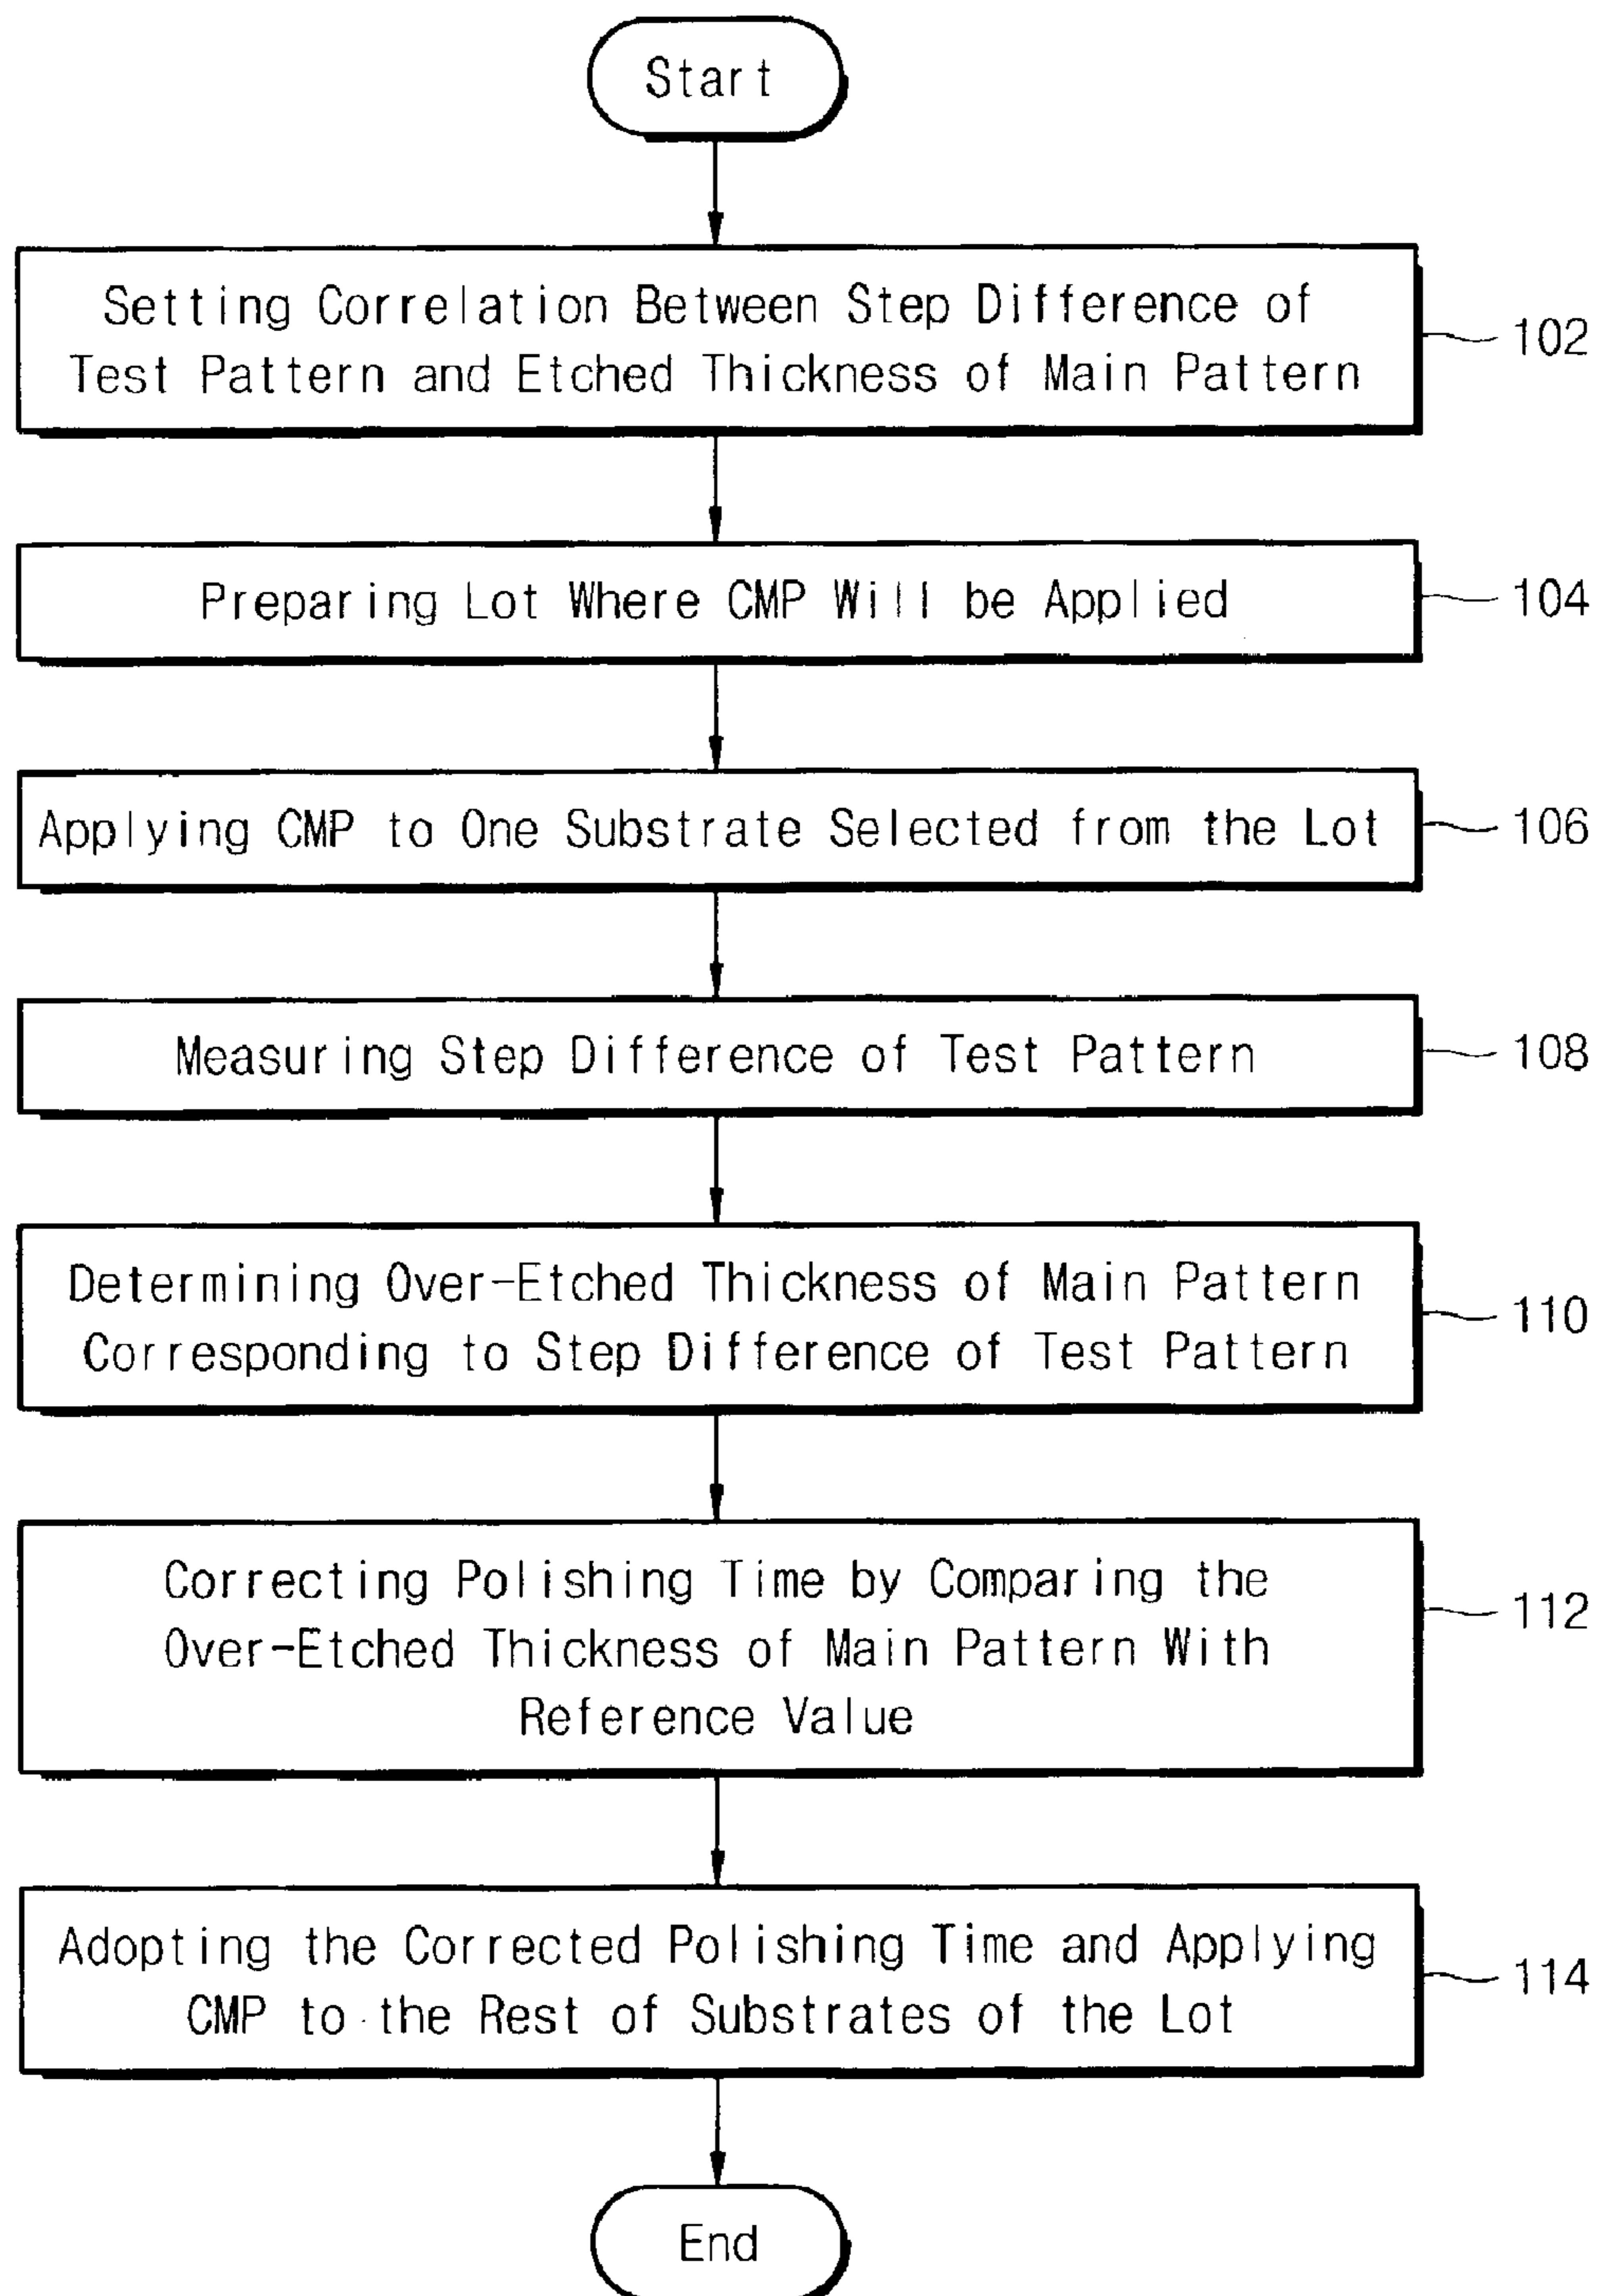 Start
Setting Correlation Between Step Difference of
Test Pattern and Etched Thickness of Main Pattern
102
Preparing Lot Where CMP Will be Applied
104
Applying CMP to One Substrate Selected from the Lot
106
Measuring Step Difference of Test Pattern
108
Determining Over-Etched Thickness of Main Pattern
Corresponding to Step Difference of Test Pattern
110
Correcting Polishing Time by Comparing the
Over-Etched Thickness of Main Pattern With
Reference Value
112
Adopting the Corrected Polishing Time and Applying
CMP to the Rest of Substrates of the Lot
114
End